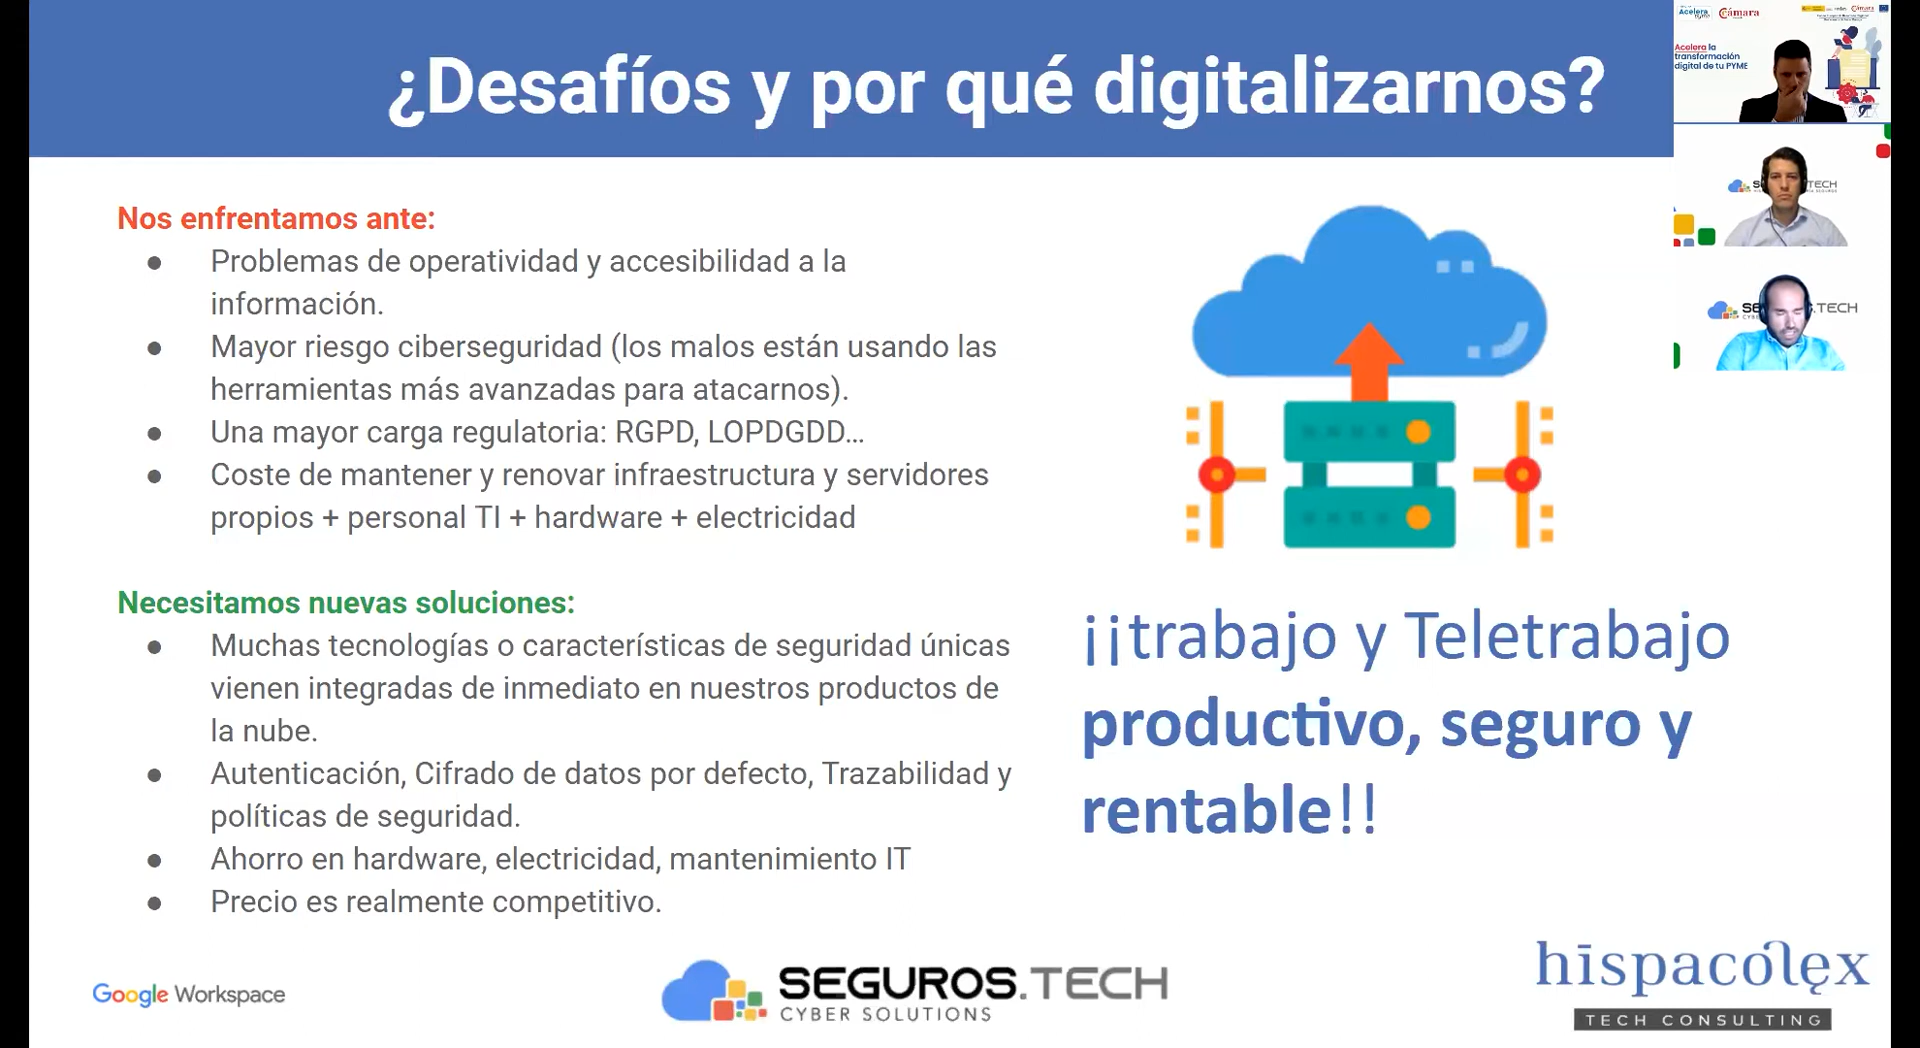 ¿Desafíos y por qué digitalizarnos?
Nos enfrentamos ante:
● Problemas de operatividad y accesibilidad a la
información.
● Mayor riesgo ciberseguridad (los malos están usando las
herramientas más avanzadas para atacarnos).
● Una mayor carga regulatoria: RGPD, LOPDGDD...
● Coste de mantener y renovar infraestructura y servidores
propios + personal TI + hardware + electricidad
Necesitamos nuevas soluciones:
● Muchas tecnologías o características de seguridad únicas
vienen integradas de inmediato en nuestros productos de
la nube.
● Autenticación, Cifrado de datos por defecto, Trazabilidad y
políticas de seguridad.
● Ahorro en hardware, electricidad, mantenimiento IT
● Precio es realmente competitivo.
¡¡trabajo y Teletrabajo
productivo, seguro y
rentable!!
Google Workspace
SEGUROS.TECH
CYBER SOLUTIONS
hispacolex
TECH CONSULTING
Acelera pyme
Cámara
Acelera la
transformación
digital de tu PYME
TECH
.TECH